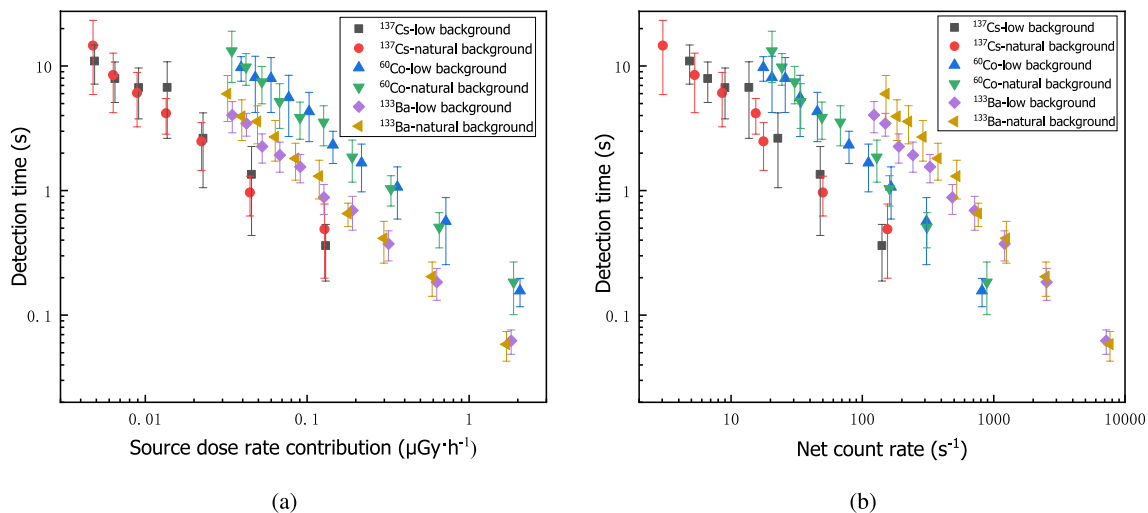 ¹³⁷Cs-low background
¹³⁷Cs-natural background
⁶⁰Co-low background
⁶⁰Co-natural background
¹³³Ba-low background
¹³³Ba-natural background
10
1
0.1
Detection time (s)
0.01
0.1
1
Source dose rate contribution (μGy·h⁻¹)
(a)
¹³⁷Cs-low background
¹³⁷Cs-natural background
⁶⁰Co-low background
⁶⁰Co-natural background
¹³³Ba-low background
¹³³Ba-natural background
10
1
0.1
Detection time (s)
10
100
1000
10000
Net count rate (s⁻¹)
(b)